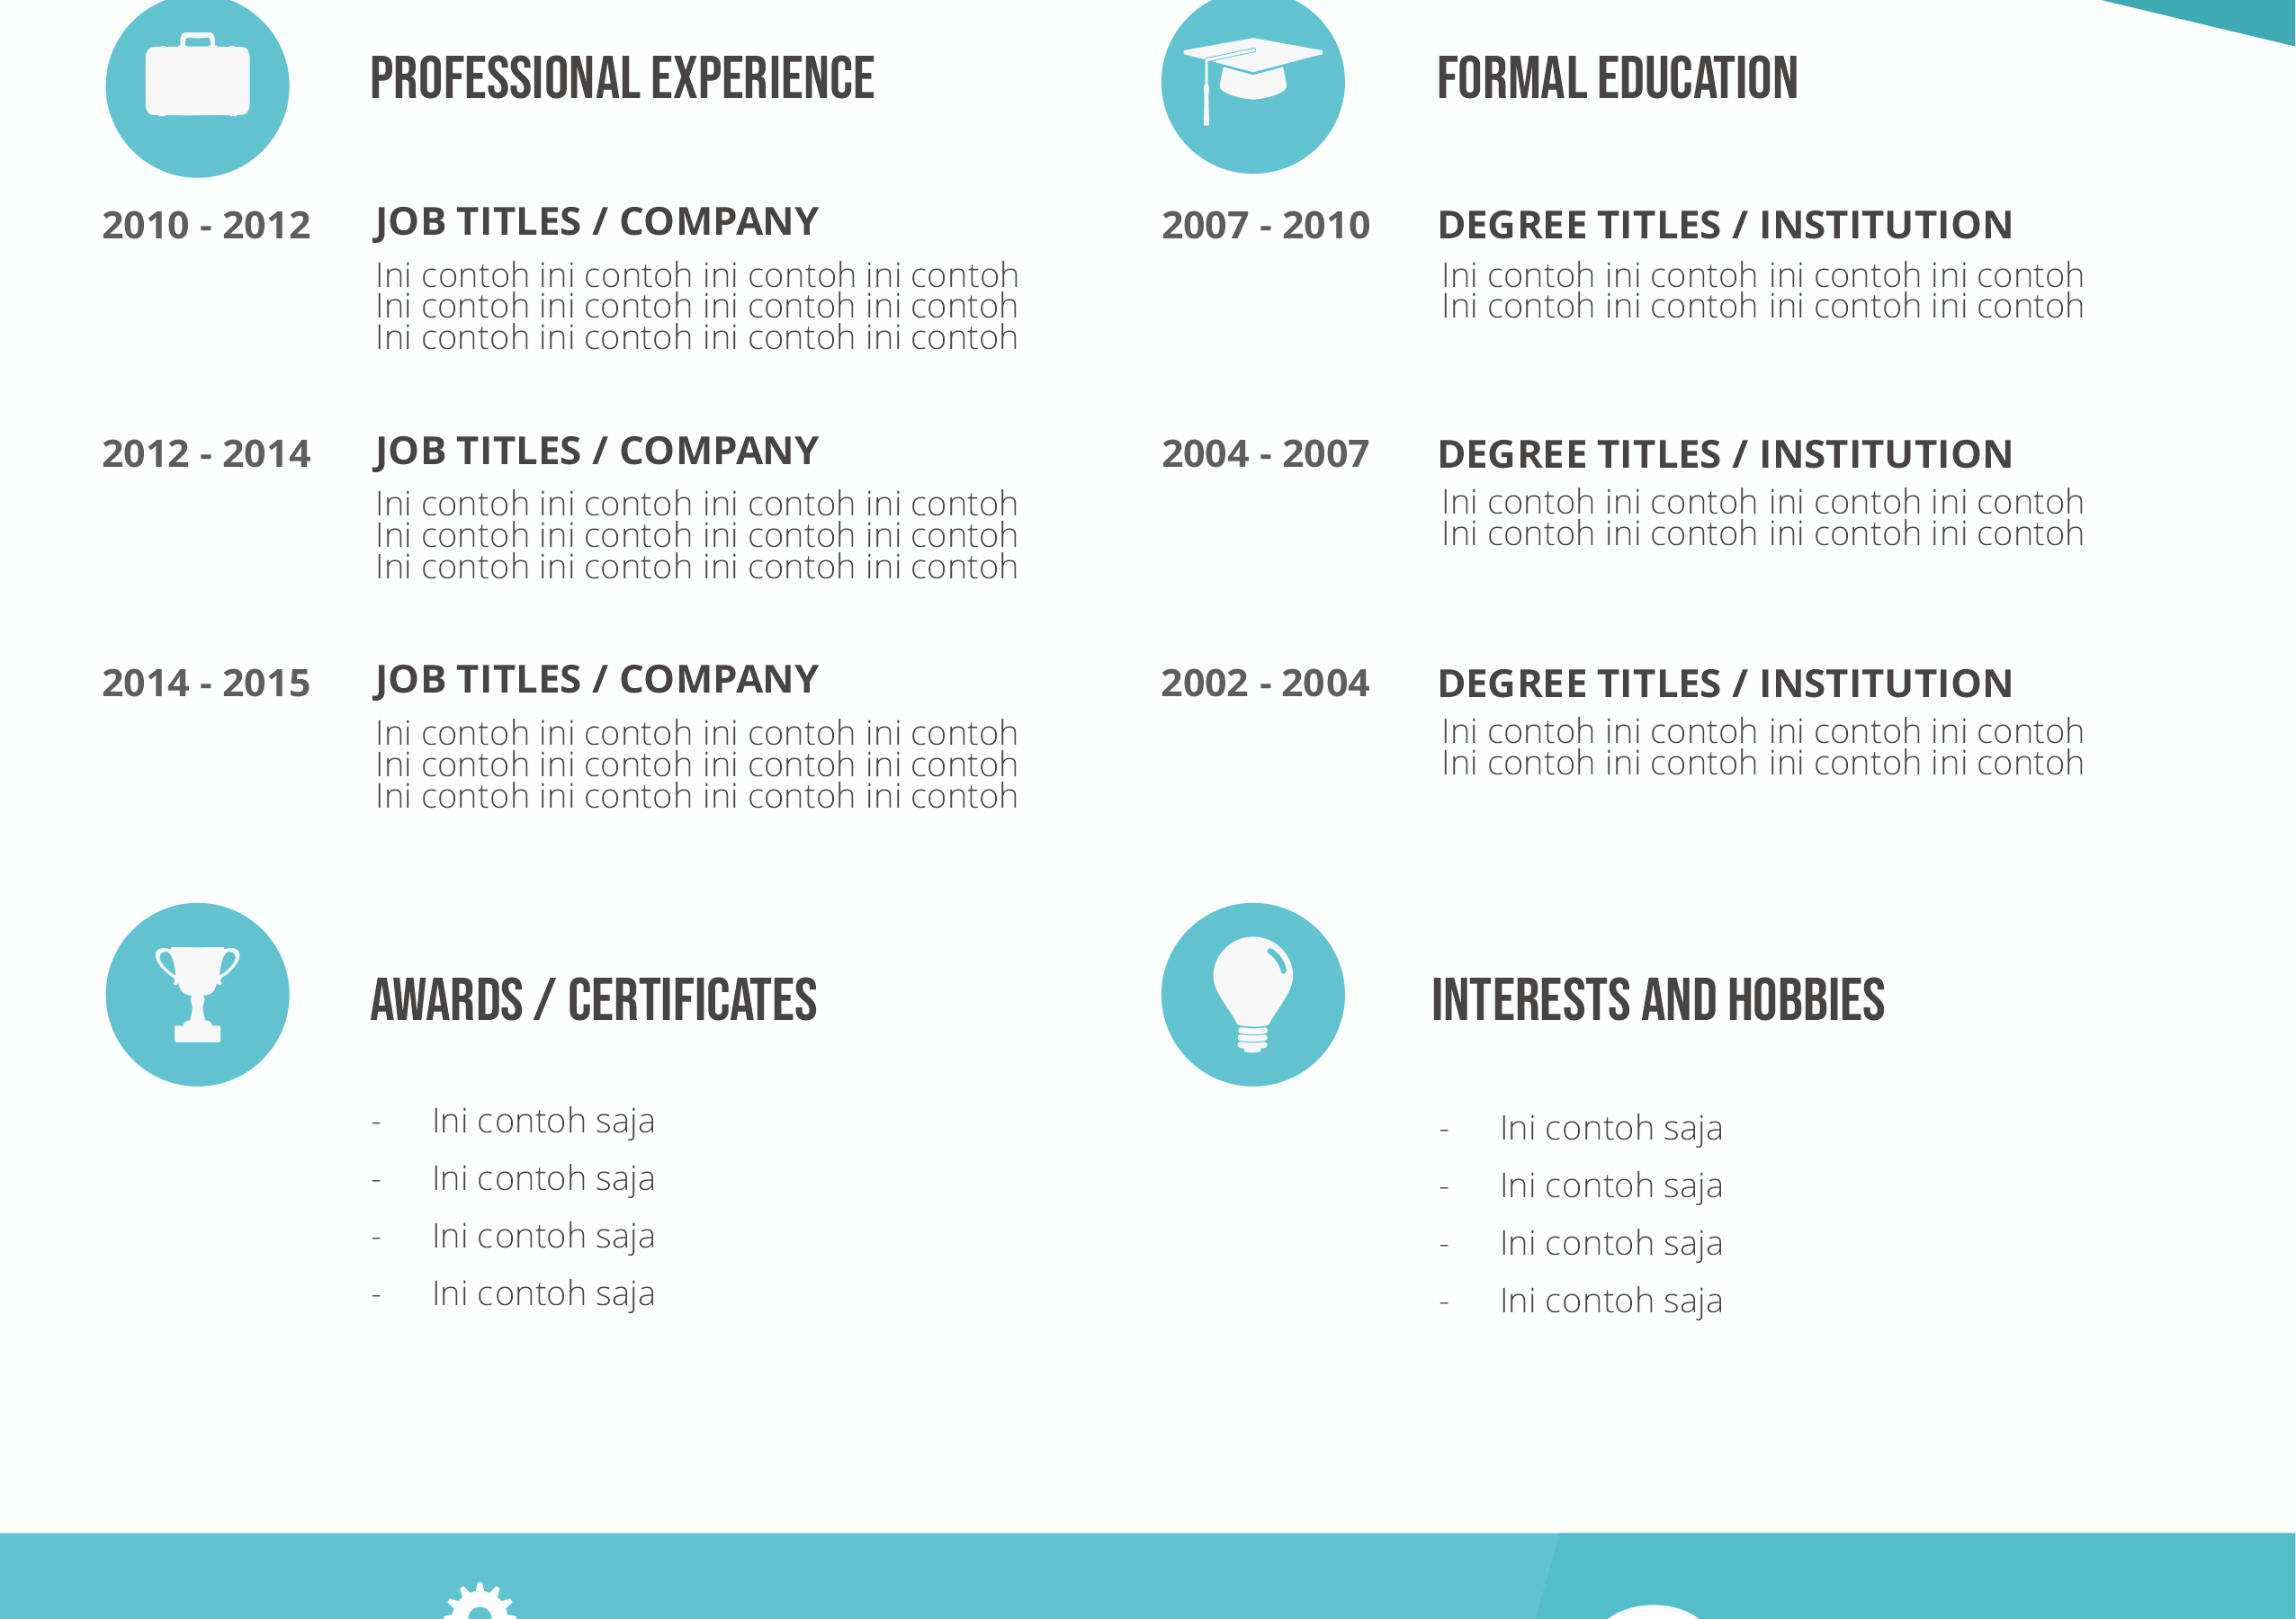 PROFESSIONAL EXPERIENCE
2010 - 2012
JOB TITLES / COMPANY
Ini contoh ini contoh ini contoh ini contoh
Ini contoh ini contoh ini contoh ini contoh
Ini contoh ini contoh ini contoh ini contoh
2012 - 2014
JOB TITLES / COMPANY
Ini contoh ini contoh ini contoh ini contoh
Ini contoh ini contoh ini contoh ini contoh
Ini contoh ini contoh ini contoh ini contoh
2014 - 2015
JOB TITLES / COMPANY
Ini contoh ini contoh ini contoh ini contoh
Ini contoh ini contoh ini contoh ini contoh
Ini contoh ini contoh ini contoh ini contoh
FORMAL EDUCATION
2007 - 2010
DEGREE TITLES / INSTITUTION
Ini contoh ini contoh ini contoh ini contoh
Ini contoh ini contoh ini contoh ini contoh
2004 - 2007
DEGREE TITLES / INSTITUTION
Ini contoh ini contoh ini contoh ini contoh
Ini contoh ini contoh ini contoh ini contoh
2002 - 2004
DEGREE TITLES / INSTITUTION
Ini contoh ini contoh ini contoh ini contoh
Ini contoh ini contoh ini contoh ini contoh
AWARDS / CERTIFICATES
- Ini contoh saja
- Ini contoh saja
- Ini contoh saja
- Ini contoh saja
INTERESTS AND HOBBIES
- Ini contoh saja
- Ini contoh saja
- Ini contoh saja
- Ini contoh saja